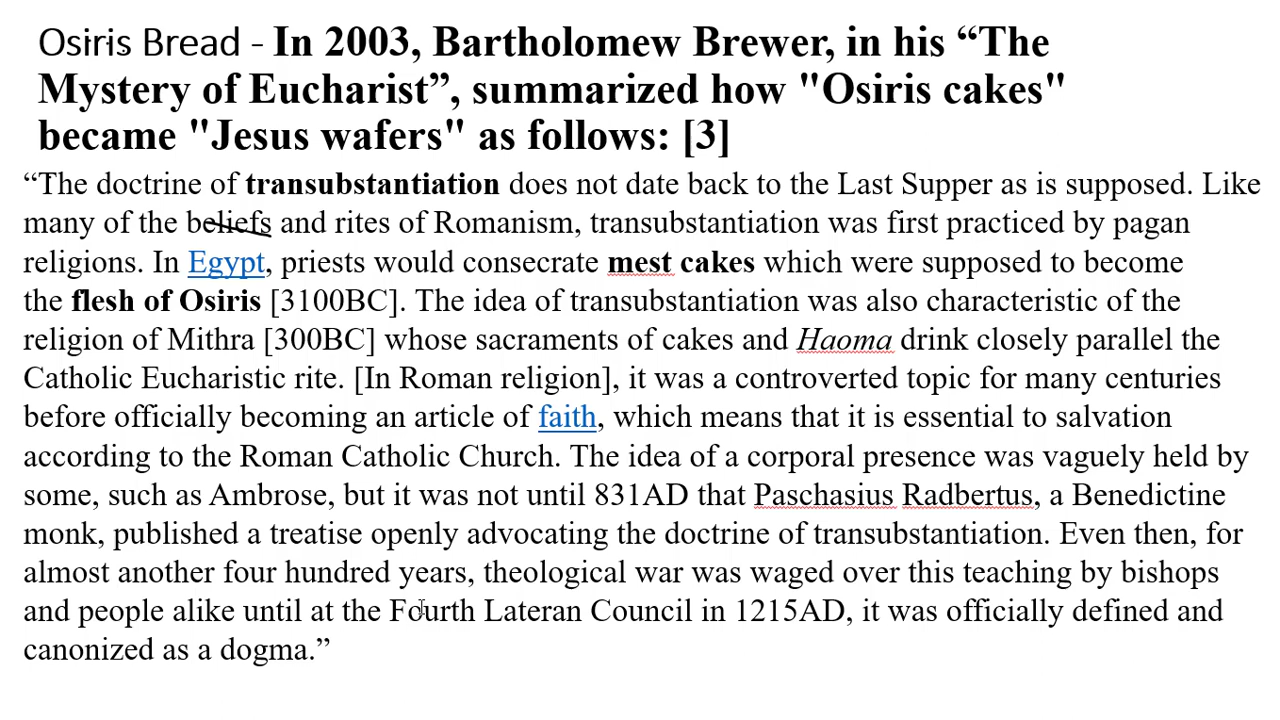 Osiris Bread - In 2003, Bartholomew Brewer, in his “The
Mystery of Eucharist”, summarized how "Osiris cakes"
became "Jesus wafers" as follows: [3]
“The doctrine of transubstantiation does not date back to the Last Supper as is supposed. Like
many of the beliefs and rites of Romanism, transubstantiation was first practiced by pagan
religions. In Egypt, priests would consecrate mest cakes which were supposed to become
the flesh of Osiris [3100BC]. The idea of transubstantiation was also characteristic of the
religion of Mithra [300BC] whose sacraments of cakes and Haoma drink closely parallel the
Catholic Eucharistic rite. [In Roman religion], it was a controverted topic for many centuries
before officially becoming an article of faith, which means that it is essential to salvation
according to the Roman Catholic Church. The idea of a corporal presence was vaguely held by
some, such as Ambrose, but it was not until 831AD that Paschasius Radbertus, a Benedictine
monk, published a treatise openly advocating the doctrine of transubstantiation. Even then, for
almost another four hundred years, theological war was waged over this teaching by bishops
and people alike until at the Fourth Lateran Council in 1215AD, it was officially defined and
canonized as a dogma.”